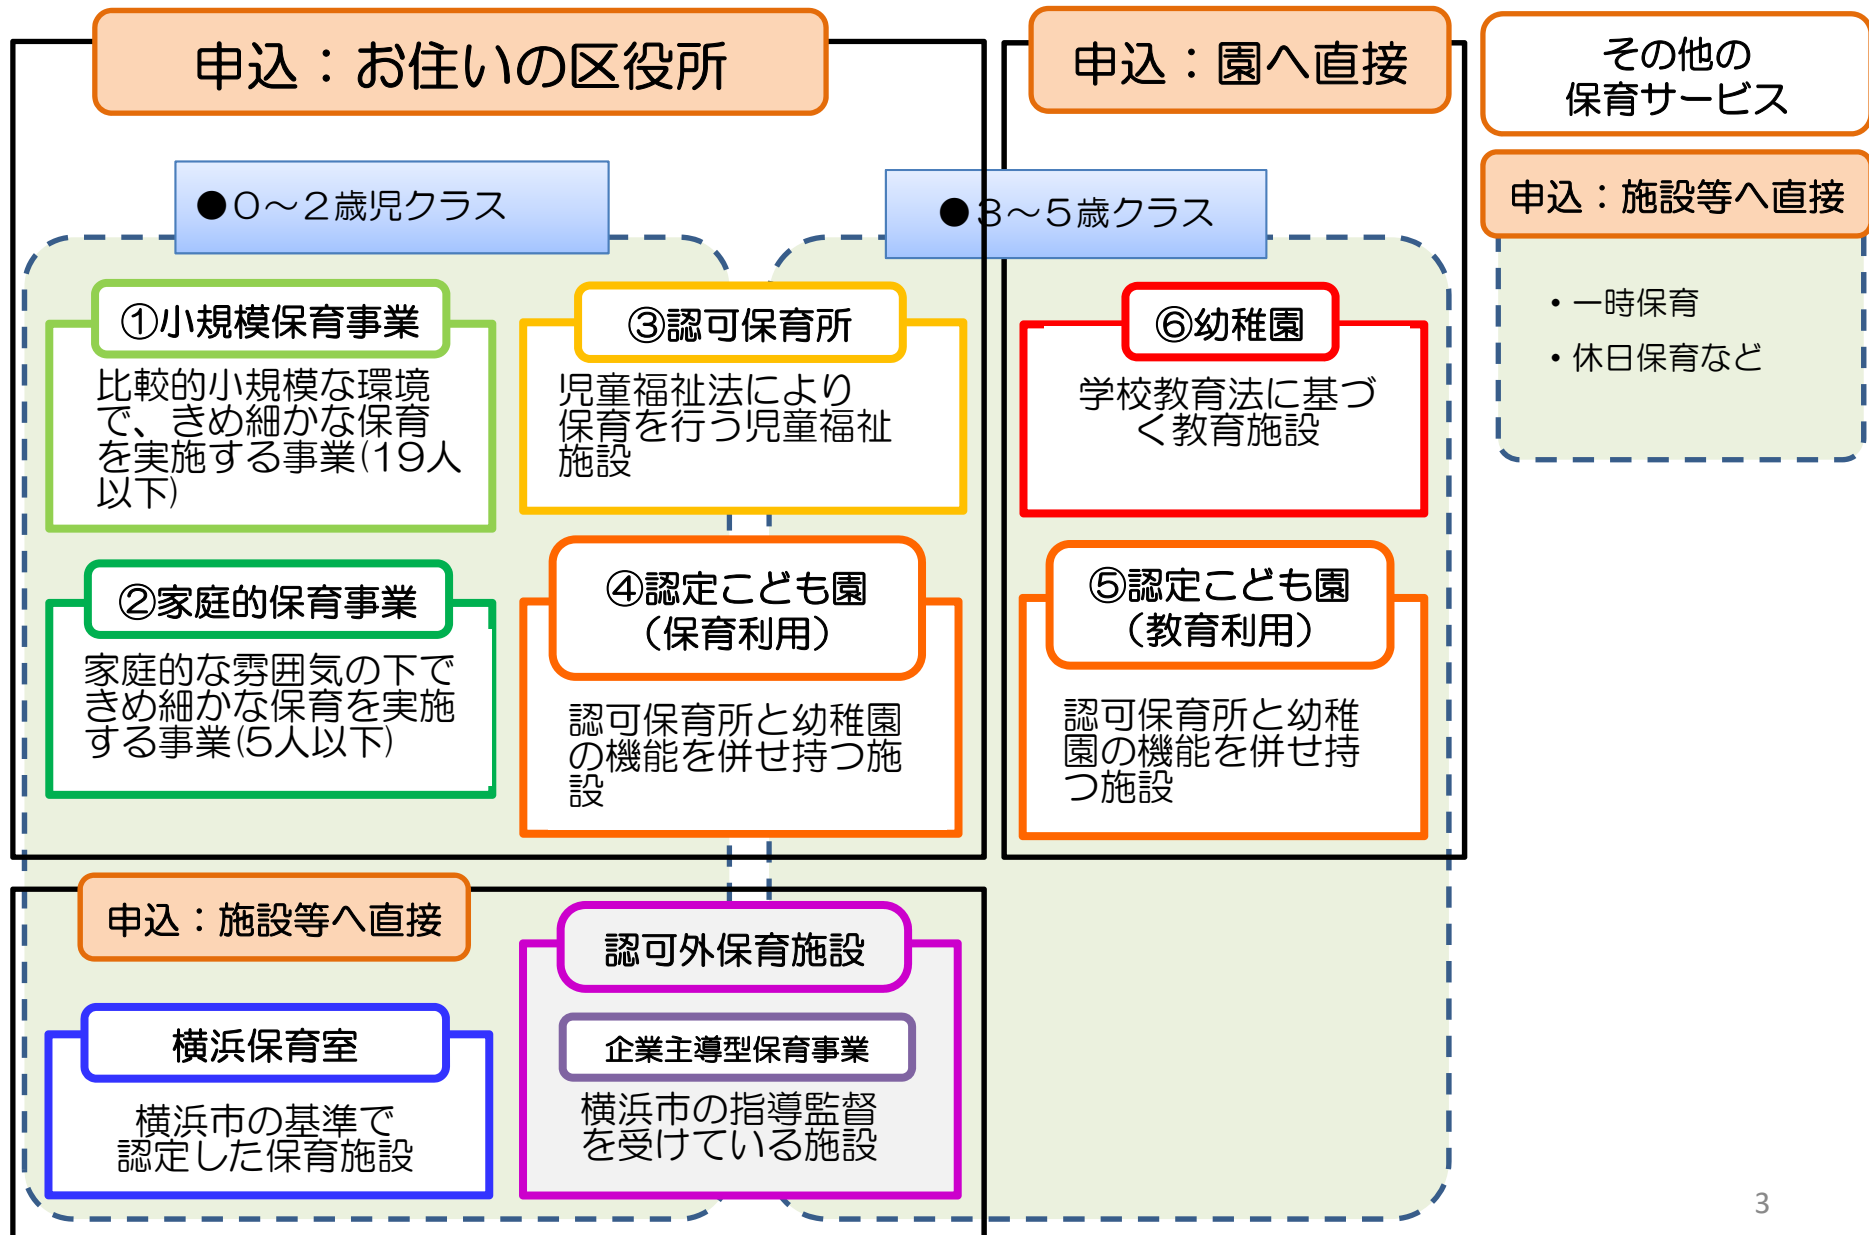 申込：お住いの区役所
●０～２歳児クラス
①小規模保育事業
比較的小規模な環境
で、きめ細かな保育
を実施する事業(19人
以下)
②家庭的保育事業
家庭的な雰囲気の下で
きめ細かな保育を実施
する事業(5人以下)
③認可保育所
児童福祉法により
保育を行う児童福祉
施設
④認定こども園
（保育利用）
認可保育所と幼稚園
の機能を併せ持つ施
設
申込：園へ直接
●３～５歳クラス
⑥幼稚園
学校教育法に基づ
く教育施設
⑤認定こども園
（教育利用）
認可保育所と幼稚
園の機能を併せ持
つ施設
その他の
保育サービス
申込：施設等へ直接
・一時保育
・休日保育など
申込：施設等へ直接
横浜保育室
横浜市の基準で
認定した保育施設
認可外保育施設
企業主導型保育事業
横浜市の指導監督
を受けている施設
3